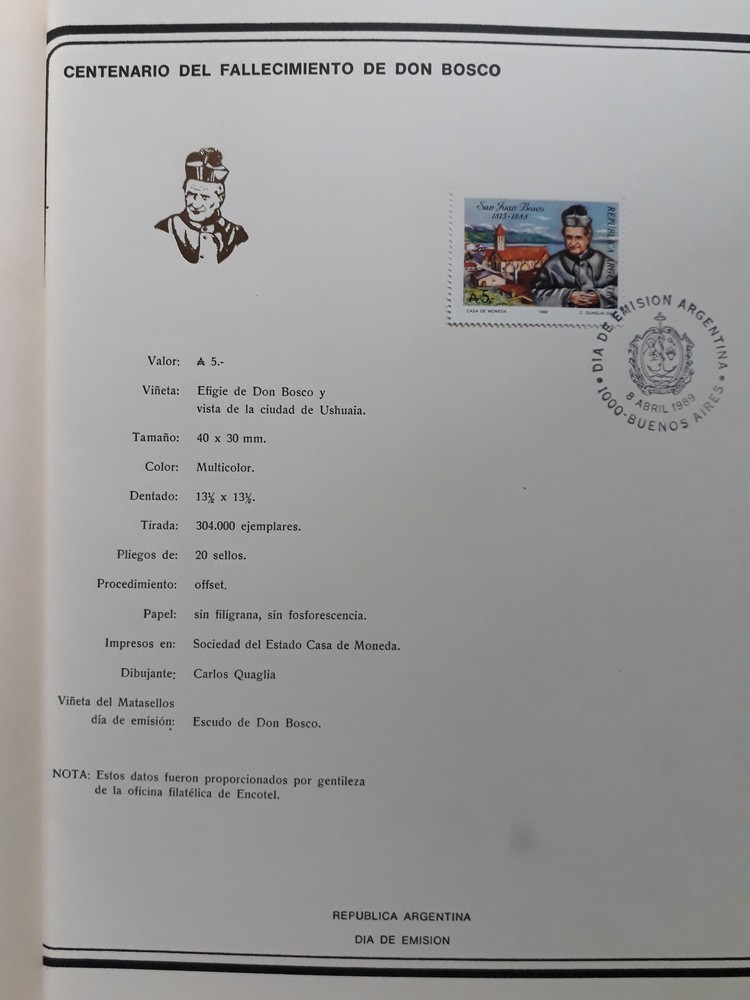 CENTENARIO DEL FALLECIMIENTO DE DON BOSCO
San Juan Bosco
1815-1888
REPUBLICA ARGENTINA
₳5.-
CASA DE MONEDA 1988 C. QUAGLIA
DIA DE EMISION ARGENTINA
8 ABRIL 1989
1000-BUENOS AIRES
Valor: ₳ 5.-
Viñeta: Efigie de Don Bosco y
vista de la ciudad de Ushuaia.
Tamaño: 40 x 30 mm.
Color: Multicolor.
Dentado: 13½ x 13½.
Tirada: 304.000 ejemplares.
Pliegos de: 20 sellos.
Procedimiento: offset.
Papel: sin filigrana, sin fosforescencia.
Impresos en: Sociedad del Estado Casa de Moneda.
Dibujante: Carlos Quaglia
Viñeta del Matasellos
día de emisión: Escudo de Don Bosco.
NOTA: Estos datos fueron proporcionados por gentileza
de la oficina filatélica de Encotel.
REPUBLICA ARGENTINA
DIA DE EMISION